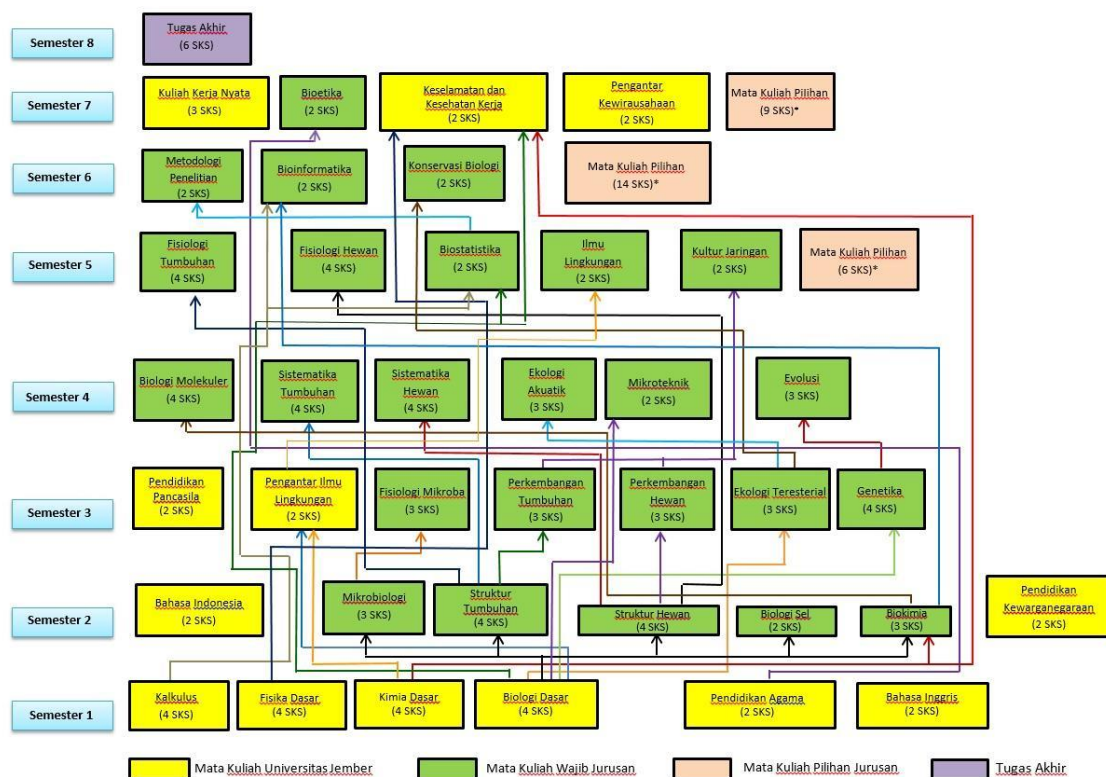 Semester 8
Tugas Akhir
(6 SKS)
Semester 7
Kuliah Kerja Nyata
(3 SKS)
Bioetika
(2 SKS)
Keselamatan dan
Kesehatan Kerja
(2 SKS)
Pengantar
Kewirausahaan
(2 SKS)
Mata Kuliah Pilihan
(9 SKS)*
Semester 6
Metodologi
Penelitian
(2 SKS)
Bioinformatika
(2 SKS)
Konservasi Biologi
(2 SKS)
Mata Kuliah Pilihan
(14 SKS)*
Semester 5
Fisiologi
Tumbuhan
(4 SKS)
Fisiologi Hewan
(4 SKS)
Biostatistika
(2 SKS)
Ilmu
Lingkungan
(2 SKS)
Kultur Jaringan
(2 SKS)
Mata Kuliah Pilihan
(6 SKS)*
Semester 4
Biologi Molekuler
(4 SKS)
Sistematika
Tumbuhan
(4 SKS)
Sistematika
Hewan
(4 SKS)
Ekologi
Akuatik
(3 SKS)
Mikroteknik
(2 SKS)
Evolusi
(3 SKS)
Semester 3
Pendidikan
Pancasila
(2 SKS)
Pengantar Ilmu
Lingkungan
(2 SKS)
Fisiologi Mikroba
(3 SKS)
Perkembangan
Tumbuhan
(3 SKS)
Perkembangan
Hewan
(3 SKS)
Ekologi Teresterial
(3 SKS)
Genetika
(4 SKS)
Semester 2
Bahasa Indonesia
(2 SKS)
Mikrobiologi
(3 SKS)
Struktur
Tumbuhan
(4 SKS)
Struktur Hewan
(4 SKS)
Biologi Sel
(2 SKS)
Biokimia
(3 SKS)
Pendidikan
Kewarganegaraan
(2 SKS)
Semester 1
Kalkulus
(4 SKS)
Fisika Dasar
(4 SKS)
Kimia Dasar
(4 SKS)
Biologi Dasar
(4 SKS)
Pendidikan Agama
(2 SKS)
Bahasa Inggris
(2 SKS)
Mata Kuliah Universitas Jember
Mata Kuliah Wajib Jurusan
Mata Kuliah Pilihan Jurusan
Tugas Akhir